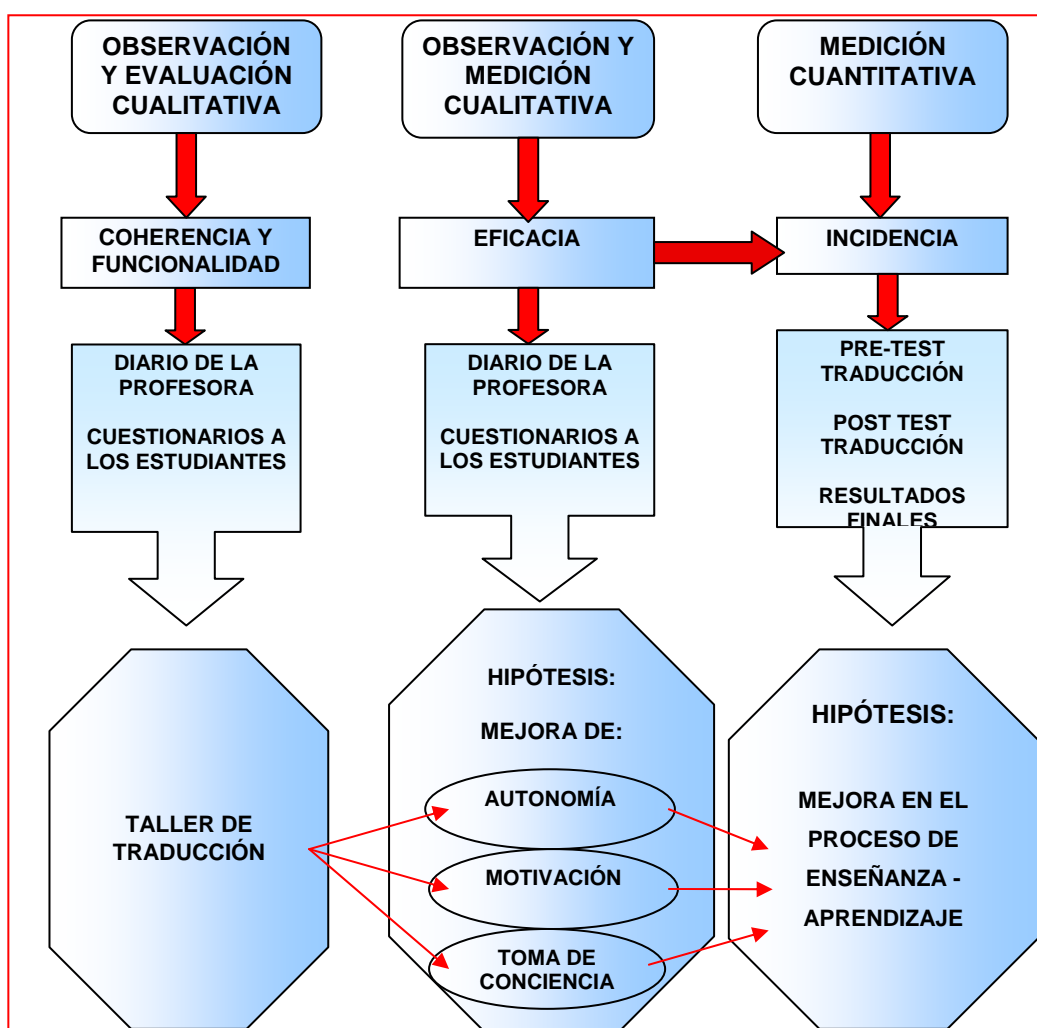 OBSERVACIÓN
Y EVALUACIÓN
CUALITATIVA
OBSERVACIÓN Y
MEDICIÓN
CUALITATIVA
MEDICIÓN
CUANTITATIVA
COHERENCIA Y
FUNCIONALIDAD
EFICACIA
INCIDENCIA
DIARIO DE LA
PROFESORA
CUESTIONARIOS A
LOS ESTUDIANTES
DIARIO DE LA
PROFESORA
CUESTIONARIOS A
LOS ESTUDIANTES
PRE-TEST
TRADUCCIÓN
POST TEST
TRADUCCIÓN
RESULTADOS
FINALES
TALLER DE
TRADUCCIÓN
HIPÓTESIS:
MEJORA DE:
AUTONOMÍA
MOTIVACIÓN
TOMA DE
CONCIENCIA
HIPÓTESIS:
MEJORA EN EL
PROCESO DE
ENSEÑANZA -
APRENDIZAJE